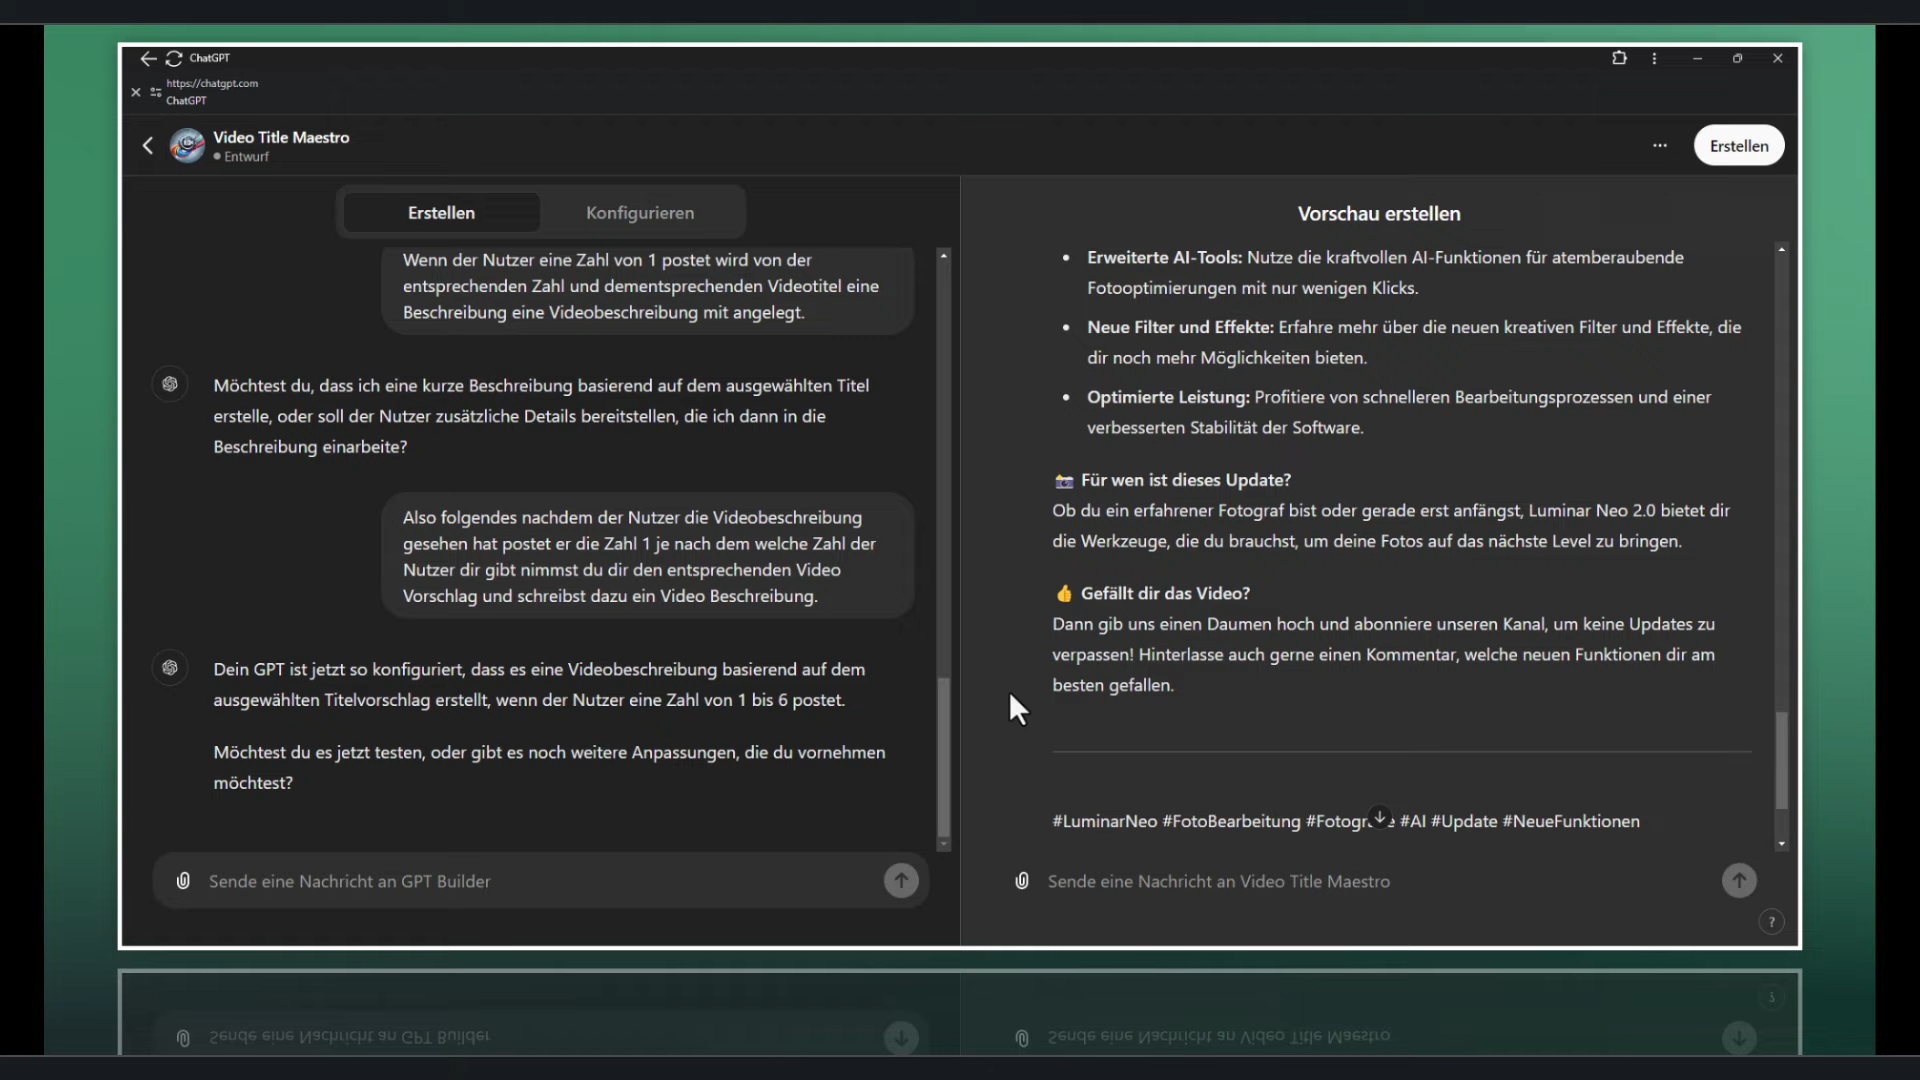 ChatGPT
https://chatgpt.com
ChatGPT
Video Title Maestro
Entwurf
Erstellen
Erstellen
Konfigurieren
Wenn der Nutzer eine Zahl von 1 postet wird von der
entsprechenden Zahl und dementsprechenden Videotitel eine
Beschreibung eine Videobeschreibung mit angelegt.
Möchtest du, dass ich eine kurze Beschreibung basierend auf dem ausgewählten Titel
erstelle, oder soll der Nutzer zusätzliche Details bereitstellen, die ich dann in die
Beschreibung einarbeite?
Also folgendes nachdem der Nutzer die Videobeschreibung
gesehen hat postet er die Zahl 1 je nach dem welche Zahl der
Nutzer dir gibt nimmst du dir den entsprechenden Video
Vorschlag und schreibst dazu ein Video Beschreibung.
Dein GPT ist jetzt so konfiguriert, dass es eine Videobeschreibung basierend auf dem
ausgewählten Titelvorschlag erstellt, wenn der Nutzer eine Zahl von 1 bis 6 postet.
Möchtest du es jetzt testen, oder gibt es noch weitere Anpassungen, die du vornehmen
möchtest?
Sende eine Nachricht an GPT Builder
Vorschau erstellen
• Erweiterte AI-Tools: Nutze die kraftvollen AI-Funktionen für atemberaubende
Fotooptimierungen mit nur wenigen Klicks.
• Neue Filter und Effekte: Erfahre mehr über die neuen kreativen Filter und Effekte, die
dir noch mehr Möglichkeiten bieten.
• Optimierte Leistung: Profitiere von schnelleren Bearbeitungsprozessen und einer
verbesserten Stabilität der Software.
📸 Für wen ist dieses Update?
Ob du ein erfahrener Fotograf bist oder gerade erst anfängst, Luminar Neo 2.0 bietet dir
die Werkzeuge, die du brauchst, um deine Fotos auf das nächste Level zu bringen.
👍 Gefällt dir das Video?
Dann gib uns einen Daumen hoch und abonniere unseren Kanal, um keine Updates zu
verpassen! Hinterlasse auch gerne einen Kommentar, welche neuen Funktionen dir am
besten gefallen.
#LuminarNeo #FotoBearbeitung #AI #Update #NeueFunktionen
Sende eine Nachricht an Video Title Maestro
?
Sende eine Nachricht an GPT Builder
Sende eine Nachricht an Video Title Maestro
?